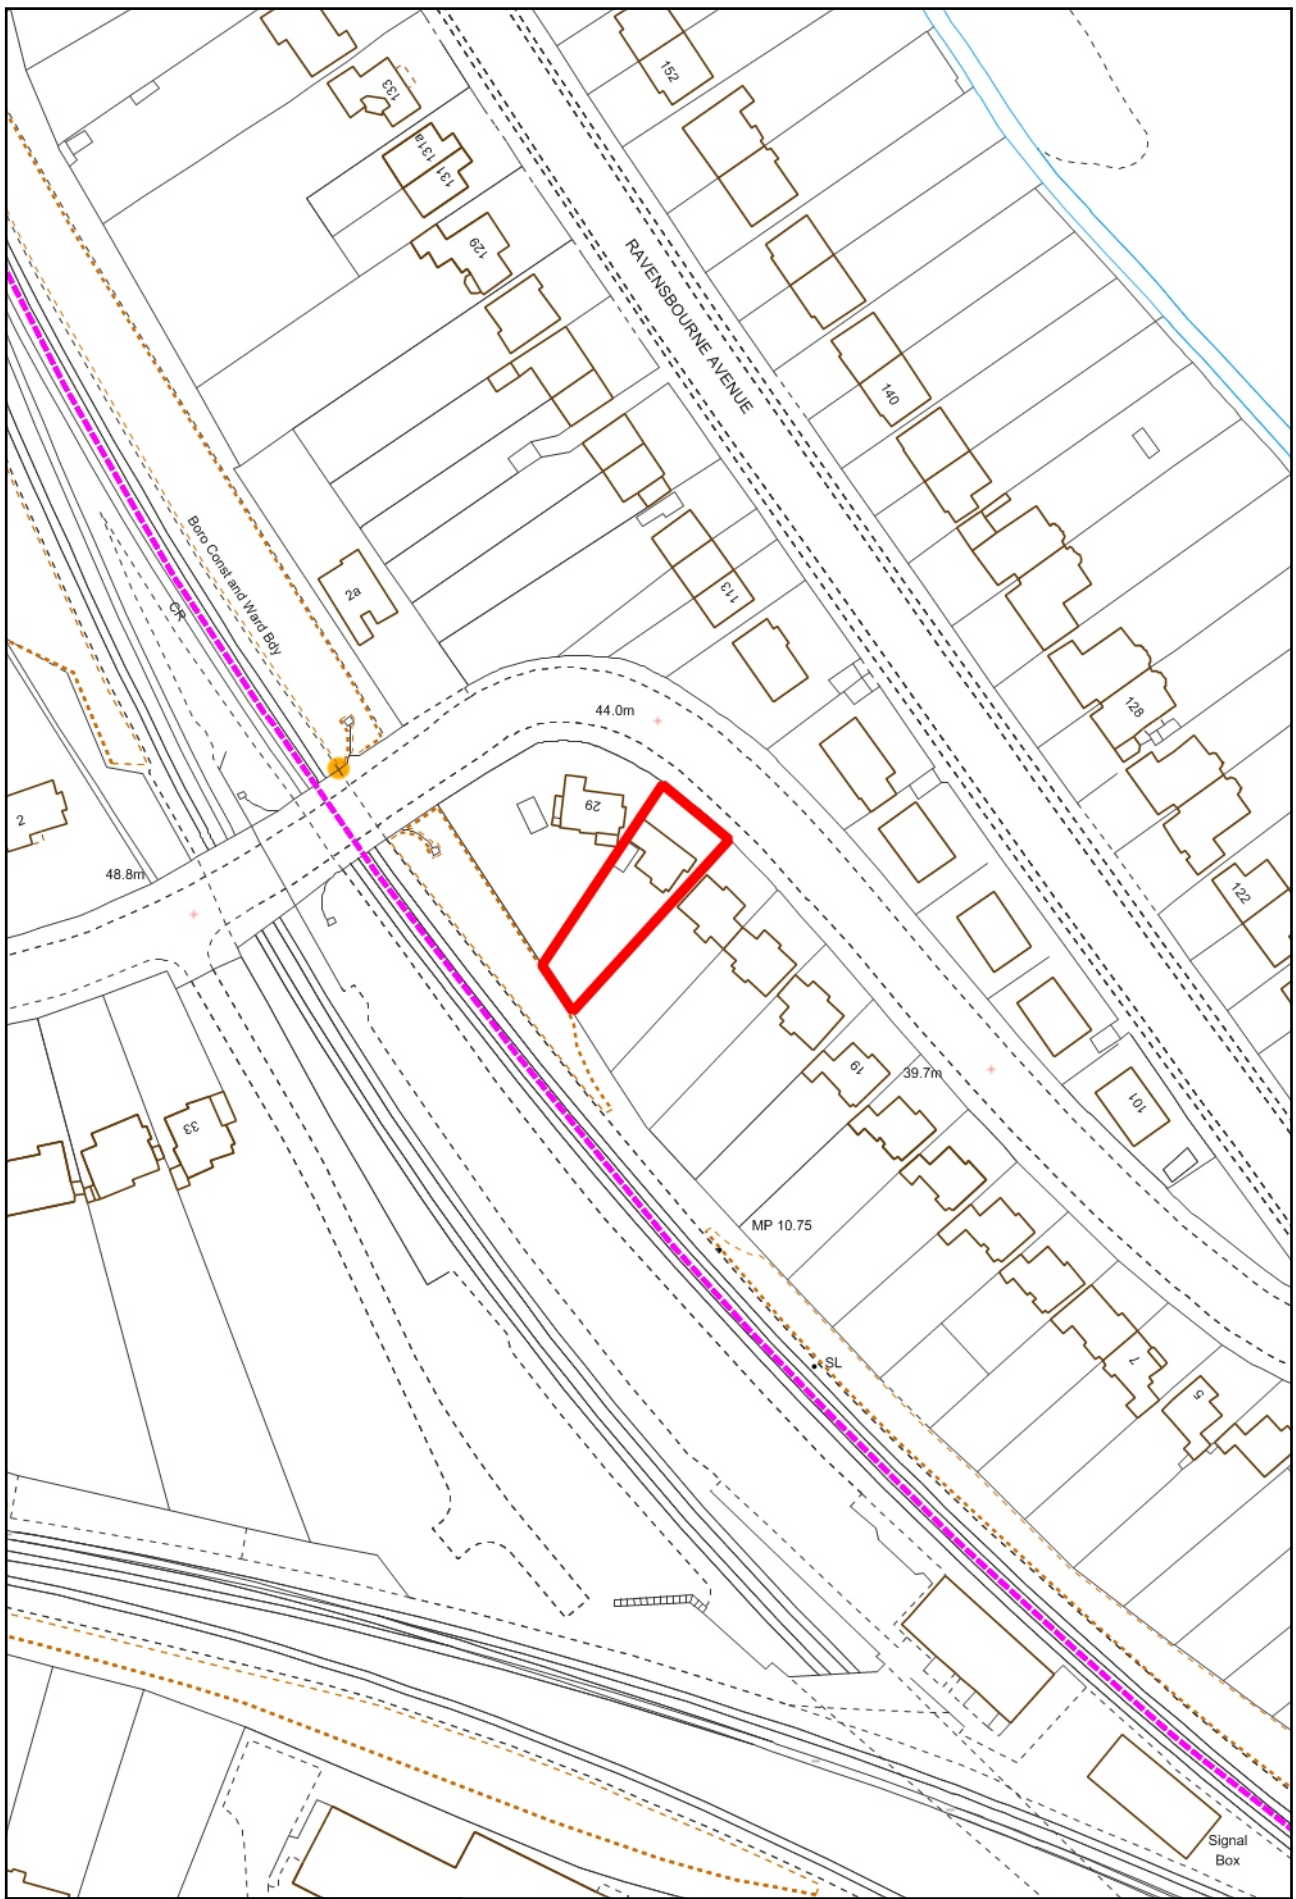 152
133
131a
131
129
RAVENSBOURNE AVENUE
140
Boro Const and Ward Bdy
2a
CR
113
44.0m
128
29
2
48.8m
122
19
39.7m
101
33
MP 10.75
SL
7
5
Signal
Box